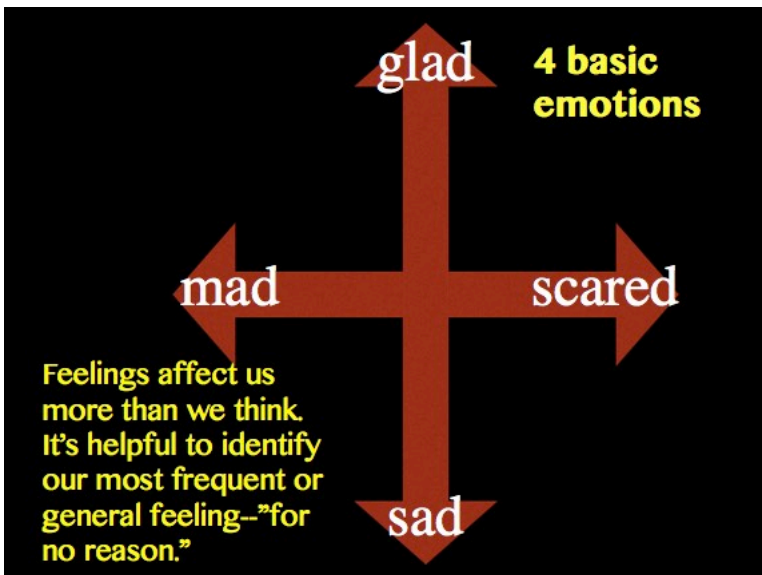 glad
4 basic
emotions
mad
scared
Feelings affect us
more than we think.
It's helpful to identify
our most frequent or
general feeling--”for
no reason.”
sad